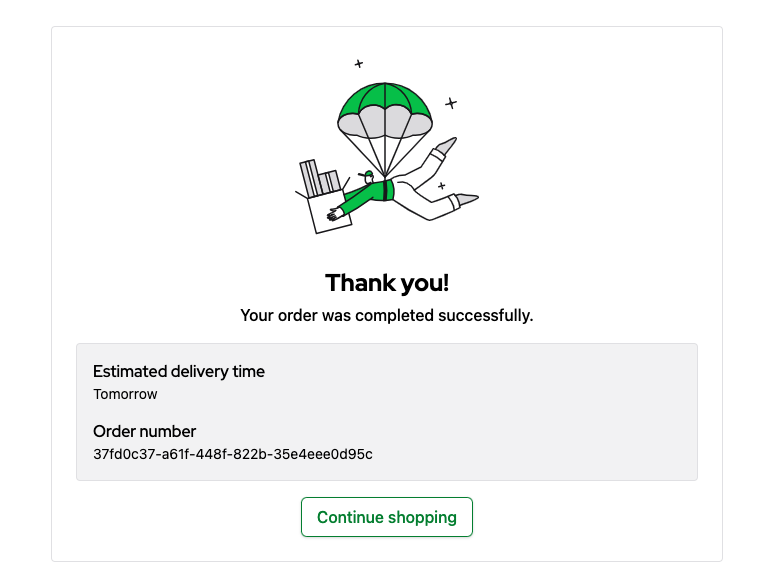 Thank you!
Your order was completed successfully.
Estimated delivery time
Tomorrow
Order number
37fd0c37-a61f-448f-822b-35e4eee0d95c
Continue shopping